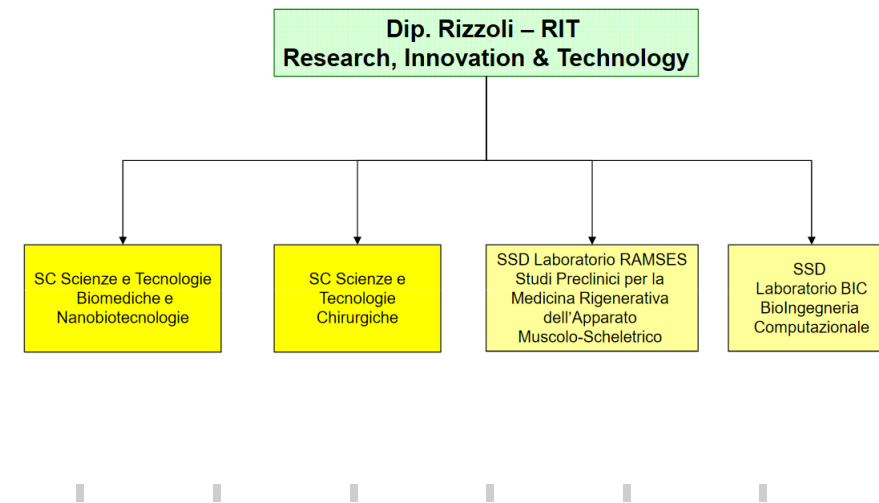 Dip. Rizzoli – RIT
Research, Innovation & Technology
SC Scienze e Tecnologie
Biomediche e
Nanobiotecnologie
SC Scienze e
Tecnologie
Chirurgiche
SSD Laboratorio RAMSES
Studi Preclinici per la
Medicina Rigenerativa
dell'Apparato
Muscolo-Scheletrico
SSD
Laboratorio BIC
BioIngegneria
Computazionale